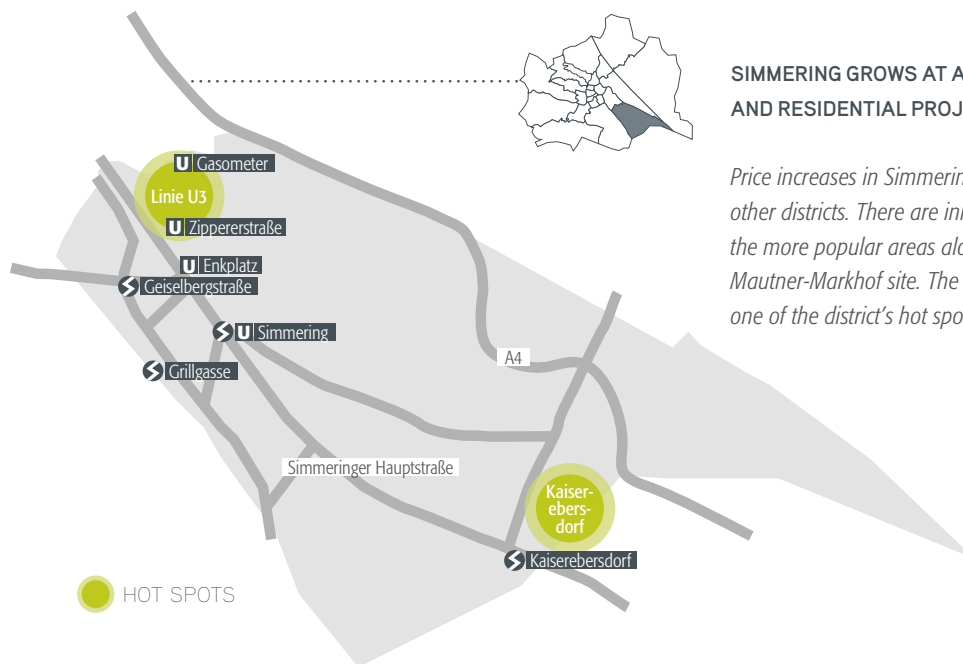 SIMMERING GROWS AT A
AND RESIDENTIAL PROJ
Price increases in Simmerin
other districts. There are in
the more popular areas alo
Mautner-Markhof site. The
one of the district's hot spo
U Gasometer
Linie U3
U Zippererstraße
U Enkplatz
Geiselbergstraße
U Simmering
Grillgasse
A4
Simmeringer Hauptstraße
Kaiser-
ebers-
dorf
Kaiserebersdorf
HOT SPOTS